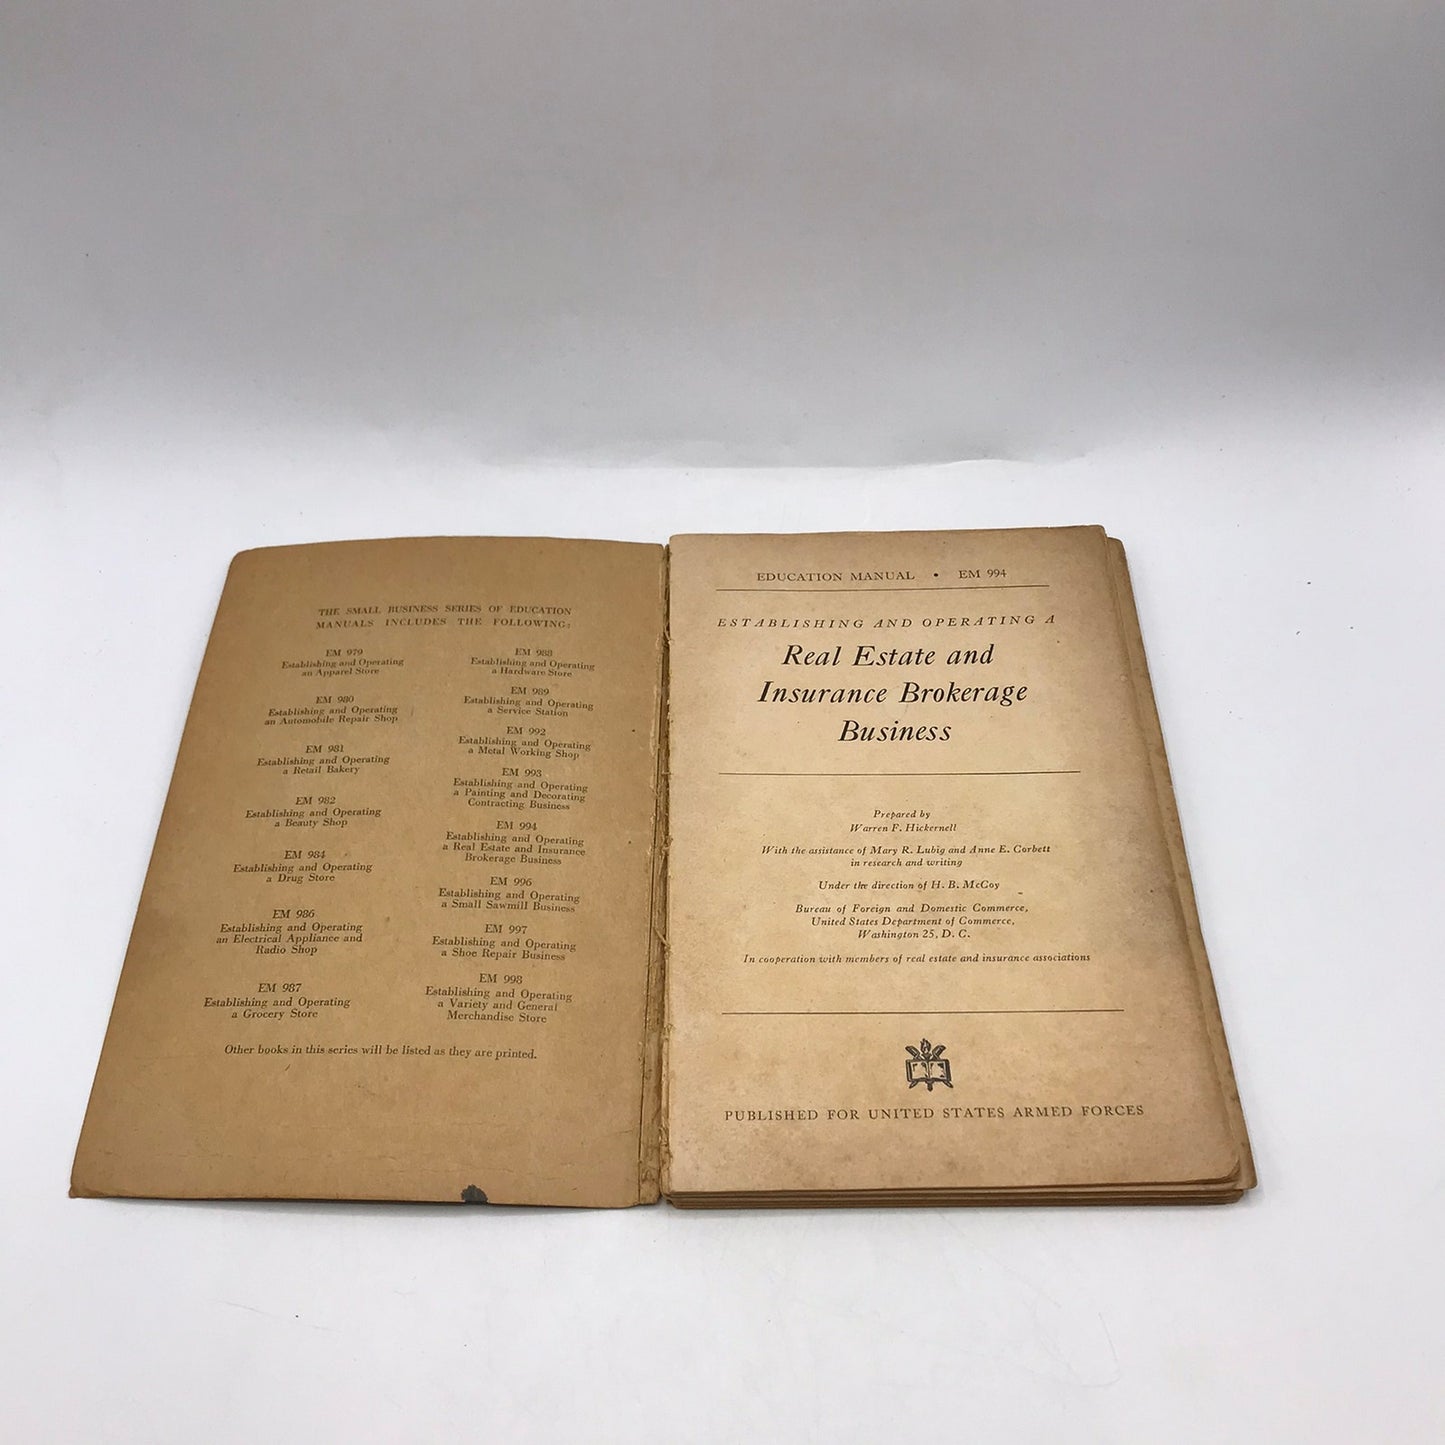 THE SMALL BUSINESS SERIES OF EDUCATION
MANUALS INCLUDES THE FOLLOWING:
EM 979
Establishing and Operating
an Apparel Store
EM 980
Establishing and Operating
an Automobile Repair Shop
EM 981
Establishing and Operating
a Retail Bakery
EM 982
Establishing and Operating
a Beauty Shop
EM 984
Establishing and Operating
a Drug Store
EM 986
Establishing and Operating
an Electrical Appliance and
Radio Shop
EM 987
Establishing and Operating
a Grocery Store
EM 988
Establishing and Operating
a Hardware Store
EM 989
Establishing and Operating
a Service Station
EM 992
Establishing and Operating
a Metal Working Shop
EM 993
Establishing and Operating
a Painting and Decorating
Contracting Business
EM 994
Establishing and Operating
a Real Estate and Insurance
Brokerage Business
EM 996
Establishing and Operating
a Small Sawmill Business
EM 997
Establishing and Operating
a Shoe Repair Business
EM 998
Establishing and Operating
a Variety and General
Merchandise Store
Other books in this series will be listed as they are printed.
EDUCATION MANUAL • EM 994
ESTABLISHING AND OPERATING A
Real Estate and
Insurance Brokerage
Business
Prepared by
Warren F. Hickernell
With the assistance of Mary R. Lubig and Anne E. Corbett
in research and writing
Under the direction of H. B. McCoy
Bureau of Foreign and Domestic Commerce,
United States Department of Commerce,
Washington 25, D. C.
In cooperation with members of real estate and insurance associations
PUBLISHED FOR UNITED STATES ARMED FORCES